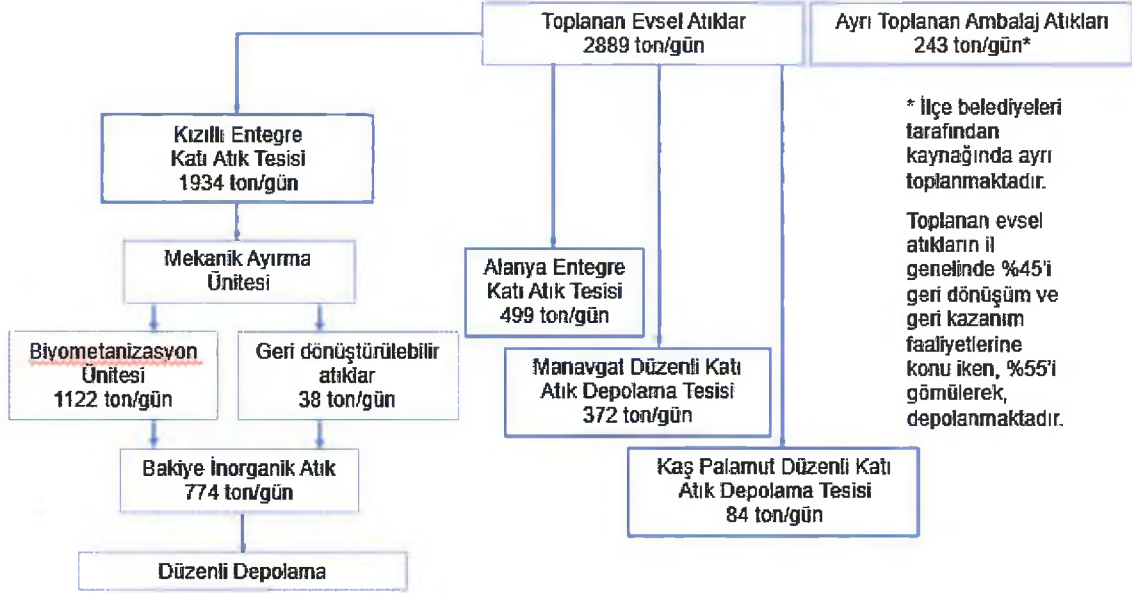 Toplanan Evsel Atıklar
2889 ton/gün
Ayrı Toplanan Ambalaj Atıkları
243 ton/gün*
* İlçe belediyeleri
tarafından
kaynağında ayrı
toplanmaktadır.
Toplanan evsel
atıkların il
genelinde %45'i
geri dönüşüm ve
geri kazanım
faaliyetlerine
konu iken, %55'i
gömülerek,
depolanmaktadır.
Kızıllı Entegre
Katı Atık Tesisi
1934 ton/gün
Mekanik Ayırma
Ünitesi
Biyometanizasyon
Ünitesi
1122 ton/gün
Geri dönüştürülebilir
atıklar
38 ton/gün
Bakiye İnorganik Atık
774 ton/gün
Düzenli Depolama
Alanya Entegre
Katı Atık Tesisi
499 ton/gün
Manavgat Düzenli Katı
Atık Depolama Tesisi
372 ton/gün
Kaş Palamut Düzenli Katı
Atık Depolama Tesisi
84 ton/gün